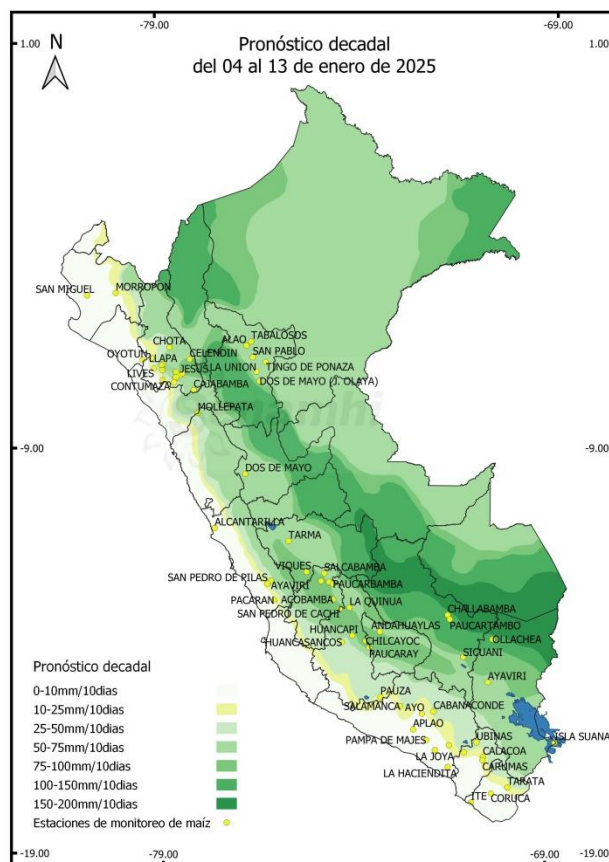 -79.00
-69.00
1.00
1.00
N
Pronóstico decadal
del 04 al 13 de enero de 2025
SAN MIGUEL
MORROPON
CHOTA
ALAO
TABALOSOS
OYOTUN
LLAPA
CELENDIN
SAN PABLO
LIVES
JESUS
LA UNION
TINGO DE PONAZA
CONTUMAZA
CAJABAMBA
DOS DE MAYO (J. OLAYA)
MOLLEPATA
-9.00
-9.00
DOS DE MAYO
ALCANTARILLA
TARMA
VIQUES
SALCABAMBA
SAN PEDRO DE PILAS
AYAVIRI
PAUCARBAMBA
PACARAN
ACOBAMBA
LA QUINUA
SAN PEDRO DE CACHI
CHALLABAMBA
PAUCARTAMBO
HUANCAPI
ANDAHUAYLAS
OLLACHEA
HUANCASANCOS
CHILCAYOC
PAUCARAY
SICUANI
AYAVIRI
PAUZA
SALAMANCA
AYO
CABANACONDE
APLAO
PAMPA DE MAJES
UBINAS
ISLA SUANA
LA JOYA
CALACOA
LA HACIENDITA
CARUMAS
TARATA
ITE
CORUCA
Pronóstico decadal
0-10mm/10dias
10-25mm/10dias
25-50mm/10dias
50-75mm/10dias
75-100mm/10dias
100-150mm/10dias
150-200mm/10dias
Estaciones de monitoreo de maíz
-19.00
-19.00
-79.00
-69.00